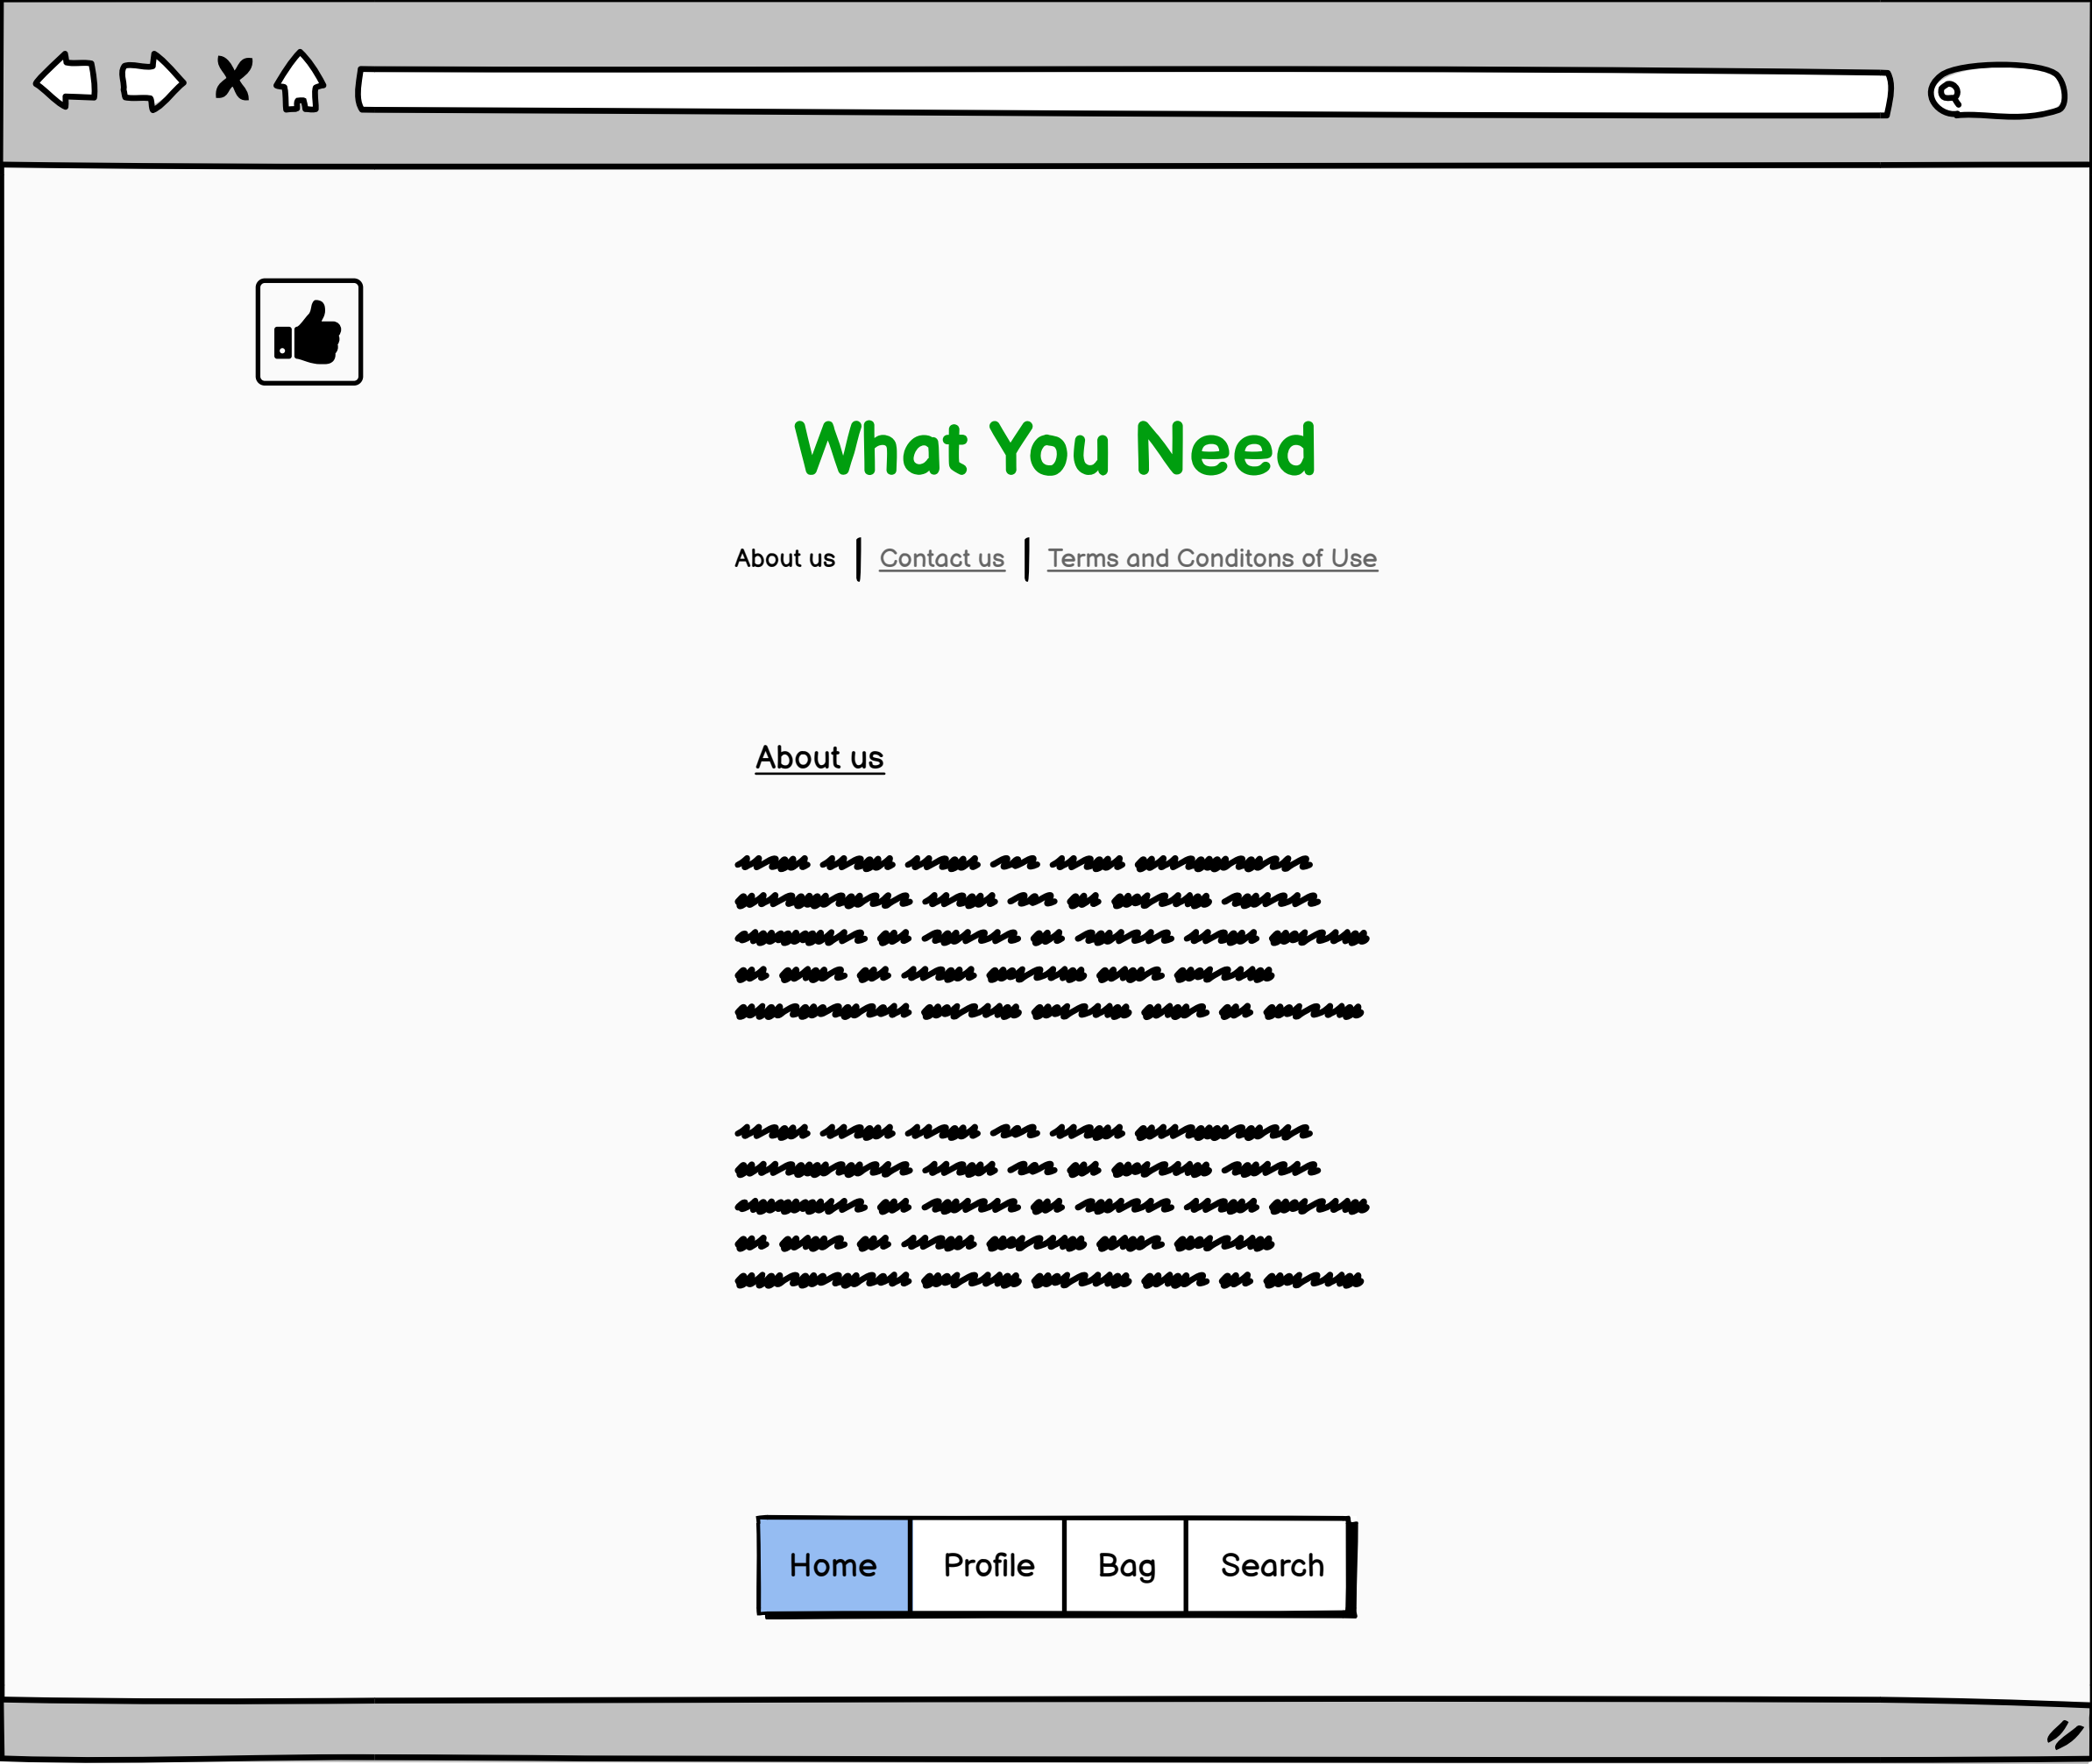 What You Need
About us | Contact us | Terms and Conditons of Use
About us
Home Profile Bag Search